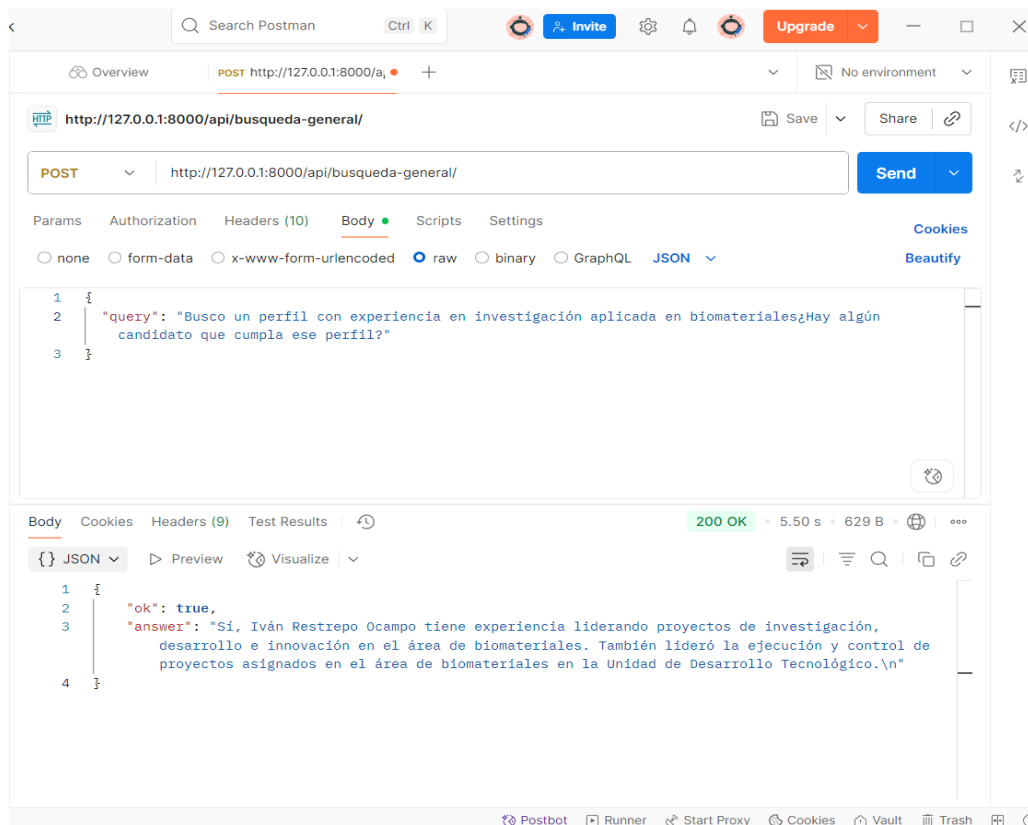 Search Postman Ctrl K Invite Upgrade
Overview POST http://127.0.0.1:8000/a No environment
HTTP http://127.0.0.1:8000/api/busqueda-general/ Save Share
POST http://127.0.0.1:8000/api/busqueda-general/ Send
Params Authorization Headers (10) Body Scripts Settings Cookies
none form-data x-www-form-urlencoded raw binary GraphQL JSON Beautify
1 {
2 "query": "Busco un perfil con experiencia en investigación aplicada en biomateriales¿Hay algún
candidato que cumpla ese perfil?"
3 }
Body Cookies Headers (9) Test Results 200 OK 5.50 s 629 B
{} JSON Preview Visualize
1 {
2 "ok": true,
3 "answer": "Sí, Iván Restrepo Ocampo tiene experiencia liderando proyectos de investigación,
desarrollo e innovación en el área de biomateriales. También lideró la ejecución y control de
proyectos asignados en el área de biomateriales en la Unidad de Desarrollo Tecnológico.\n"
4 }
Postbot Runner Start Proxy Cookies Vault Trash